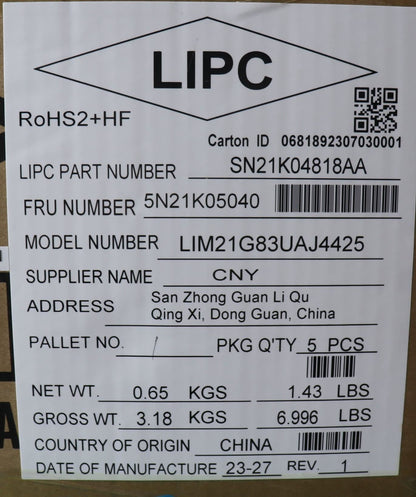 LIPC
RoHS2+HF
Carton ID 0681892307030001
LIPC PART NUMBER SN21K04818AA
FRU NUMBER 5N21K05040
MODEL NUMBER LIM21G83UAJ4425
SUPPLIER NAME CNY
ADDRESS San Zhong Guan Li Qu
Qing Xi, Dong Guan, China
PALLET NO. / PKG Q'TY 5 PCS
NET WT. 0.65 KGS 1.43 LBS
GROSS WT. 3.18 KGS 6.996 LBS
COUNTRY OF ORIGIN CHINA
DATE OF MANUFACTURE 23-27 REV. 1